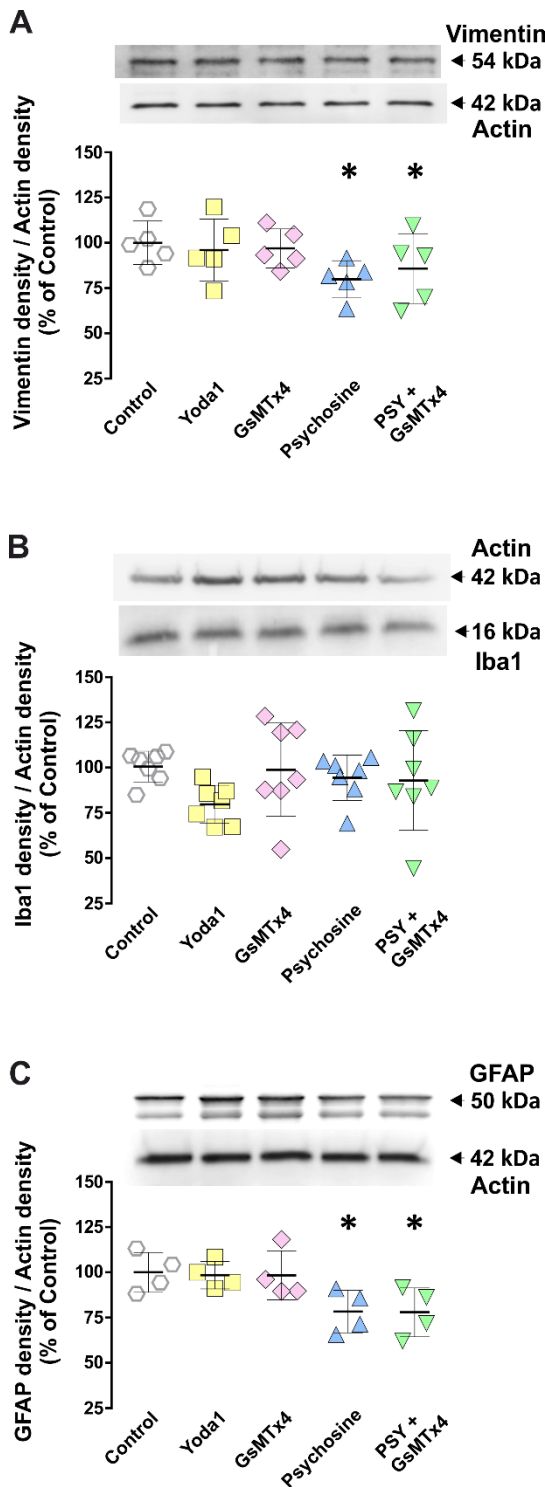 A
Vimentin
54 kDa
42 kDa
Actin
Vimentin density / Actin density
(% of Control)
150
125
100
75
50
25
* *
Control
Yoda1
GsMTx4
Psychosine
PSY +
GsMTx4
B
Actin
42 kDa
16 kDa
Iba1
Iba1 density / Actin density
(% of Control)
150
125
100
75
50
25
Control
Yoda1
GsMTx4
Psychosine
PSY +
GsMTx4
C
GFAP
50 kDa
42 kDa
Actin
GFAP density / Actin density
(% of Control)
150
125
100
75
50
25
* *
Control
Yoda1
GsMTx4
Psychosine
PSY +
GsMTx4